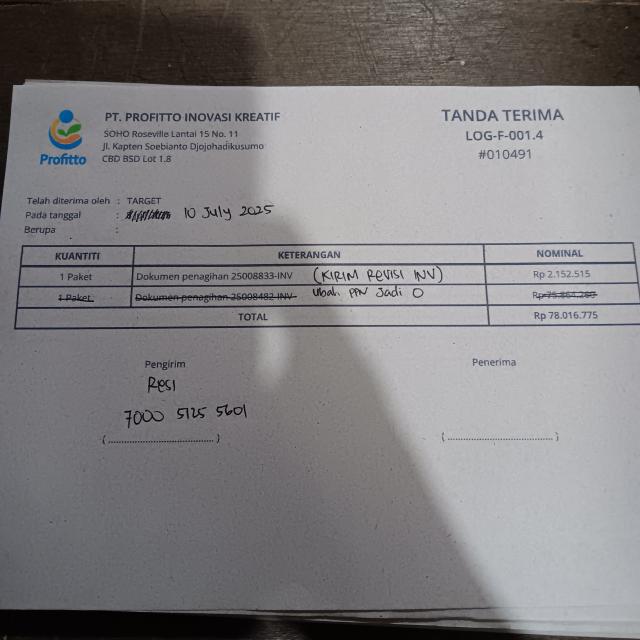 PT. PROFITTO INOVASI KREATIF
SOHO Roseville Lantai 15 No. 11
Jl. Kapten Soebianto Djojohadikusumo
CBD BSD Lot 1.8
Profitto
TANDA TERIMA
LOG-F-001.4
#010491
Telah diterima oleh : TARGET
Pada tanggal : 10 July 2025
Berupa :
KUANTITI KETERANGAN NOMINAL
1 Paket Dokumen penagihan 25008833-INV (KIRIM REVISI INV) Rp 2.152.515
1 Paket Dokumen penagihan 25008482-INV Ubah PPN Jadi 0
TOTAL Rp 78.016.775
Pengirim Penerima
Resi
7000 5125 5601
(................................) (................................)